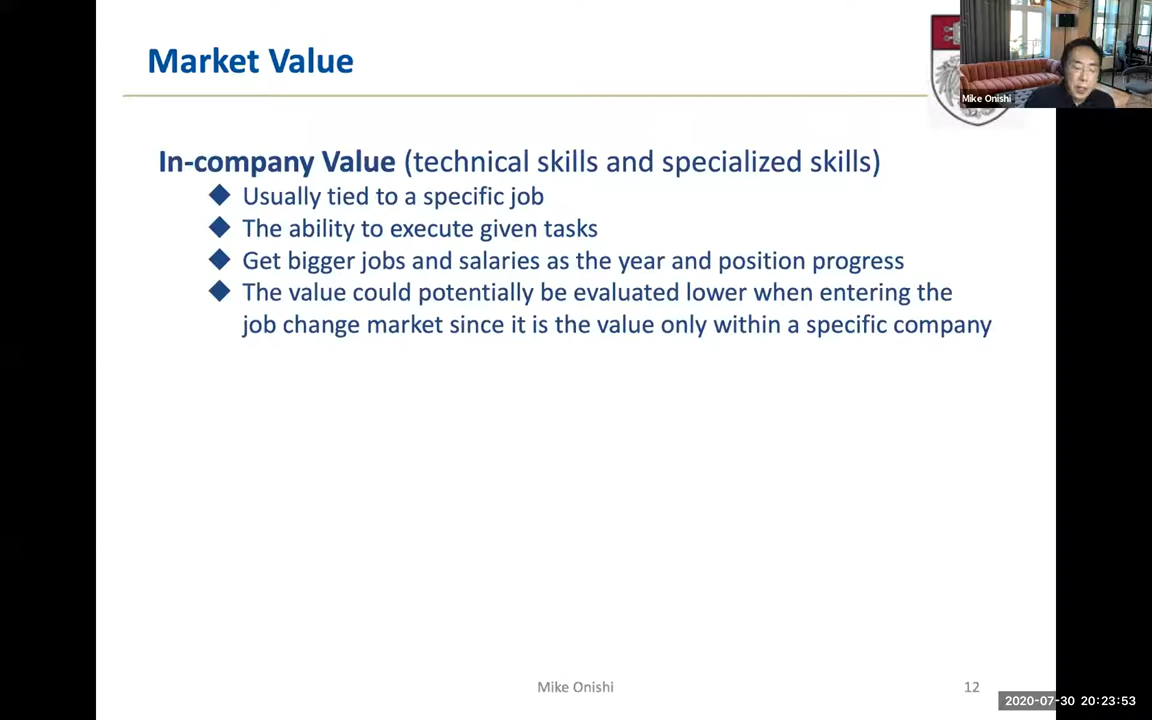 Market Value
Mike Onishi
In-company Value (technical skills and specialized skills)
Usually tied to a specific job
The ability to execute given tasks
Get bigger jobs and salaries as the year and position progress
The value could potentially be evaluated lower when entering the
job change market since it is the value only within a specific company
Mike Onishi
12
2020-07-30 20:23:53